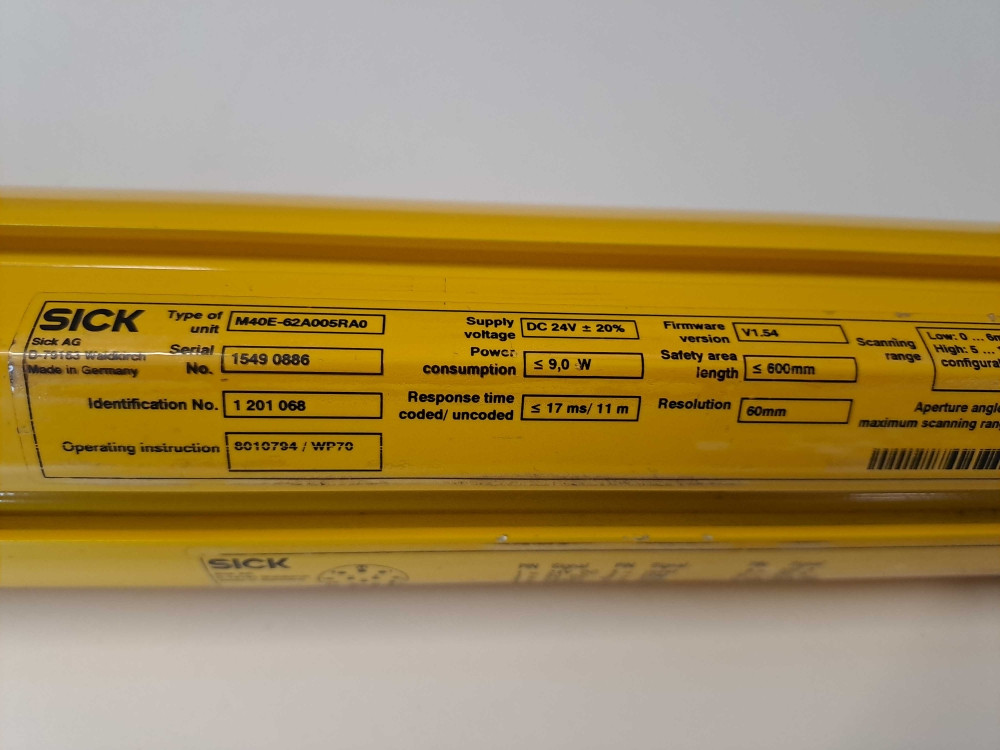 SICK
Sick AG
D-79183 Waldkirch
Made in Germany
Type of unit
M40E-62A005RA0
Serial No.
1549 0886
Identification No.
1 201 068
Operating instruction
8010794 / WP70
Supply voltage
DC 24V ± 20%
Power consumption
≤ 9,0 W
Response time coded/ uncoded
≤ 17 ms/ 11 m
Firmware version
V1.54
Safety area length
≤ 600mm
Resolution
60mm
Scanning range
Low: 0 ...
High: 5 ...
Aperture angle
maximum scanning
SICK